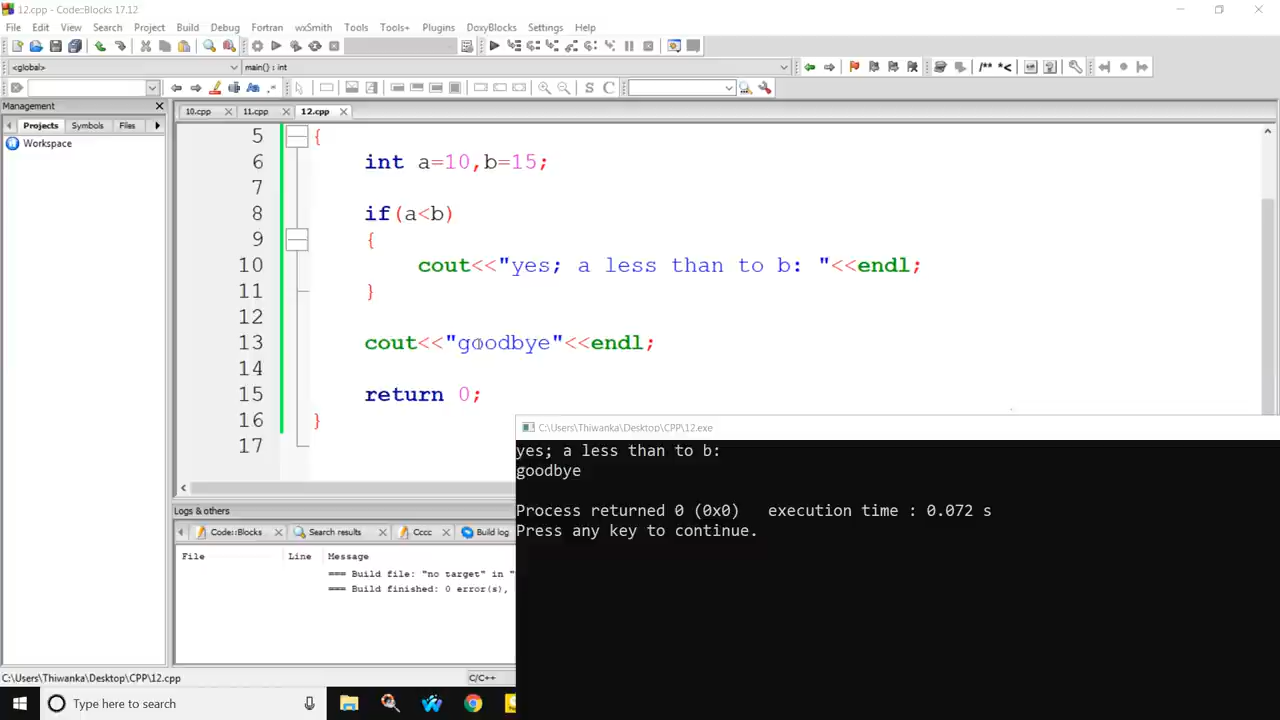 12.cpp - Code::Blocks 17.12
File Edit View Search Project Build Debug Fortran wxSmith Tools Tools+ Plugins DoxyBlocks Settings Help
<global> main() : int
/** *<
S C
Management
10.cpp 11.cpp 12.cpp
Projects Symbols Files
Workspace
5 {
6 int a=10,b=15;
7
8 if(a<b)
9 {
10 cout<<"yes; a less than to b: "<<endl;
11 }
12
13 cout<<"goodbye"<<endl;
14
15 return 0;
16 }
17
C:\Users\Thiwanka\Desktop\CPP\12.exe
yes; a less than to b:
goodbye
Process returned 0 (0x0) execution time : 0.072 s
Press any key to continue.
Logs & others
Code::Blocks Search results Cccc Build log
File Line Message
=== Build file: "no target" in "
=== Build finished: 0 error(s),
C:\Users\Thiwanka\Desktop\CPP\12.cpp C/C++
Type here to search